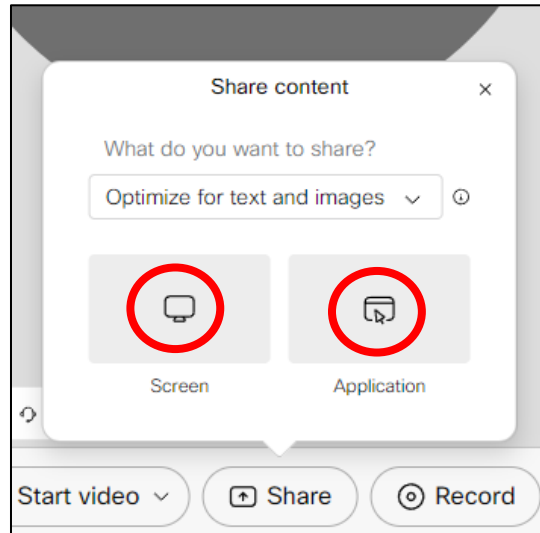 Share content
What do you want to share?
Optimize for text and images
Screen
Application
Start video
Share
Record